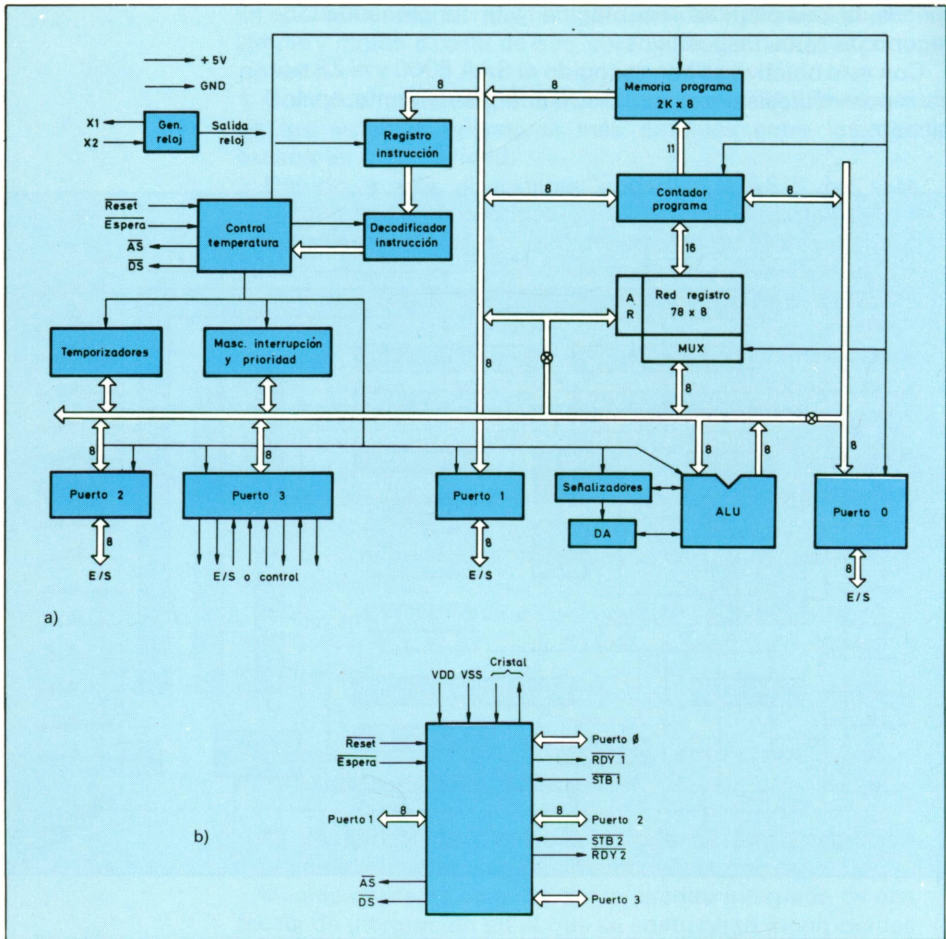 + 5V
GND
X1
X2
Gen.
reloj
Salida
reloj
Reset
Espera
AS
DS
Control
temperatura
8
Registro
instrucción
Decodificador
instrucción
8
Memoria programa
2K x 8
11
8
Contador
programa
8
16
A
R
Red registro
78 x 8
MUX
8
8
Temporizadores
Masc. interrupción
y prioridad
8
Puerto 2
8
E/S
8
Puerto 3
E/S o control
Puerto 1
8
E/S
Señalizadores
DA
8
8
ALU
8
Puerto 0
8
E/S
a)
VDD VSS
Cristal
Reset
Espera
Puerto 1
8
AS
DS
b)
Puerto ø
RDY 1
STB 1
8
Puerto 2
STB 2
RDY 2
Puerto 3